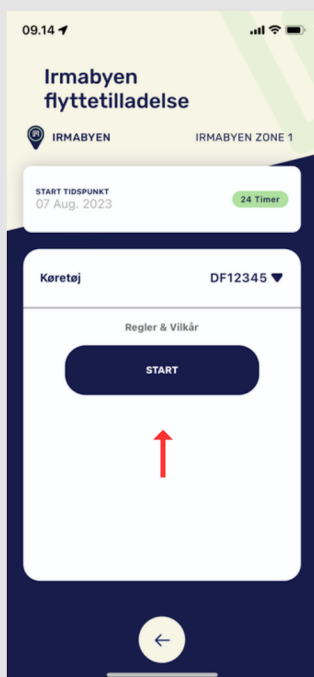 09.14
Irmabyen
flyttetilladelse
IRMABYEN
IRMABYEN ZONE 1
START TIDSPUNKT
07 Aug. 2023
24 Timer
Køretøj
DF12345
Regler & Vilkår
START